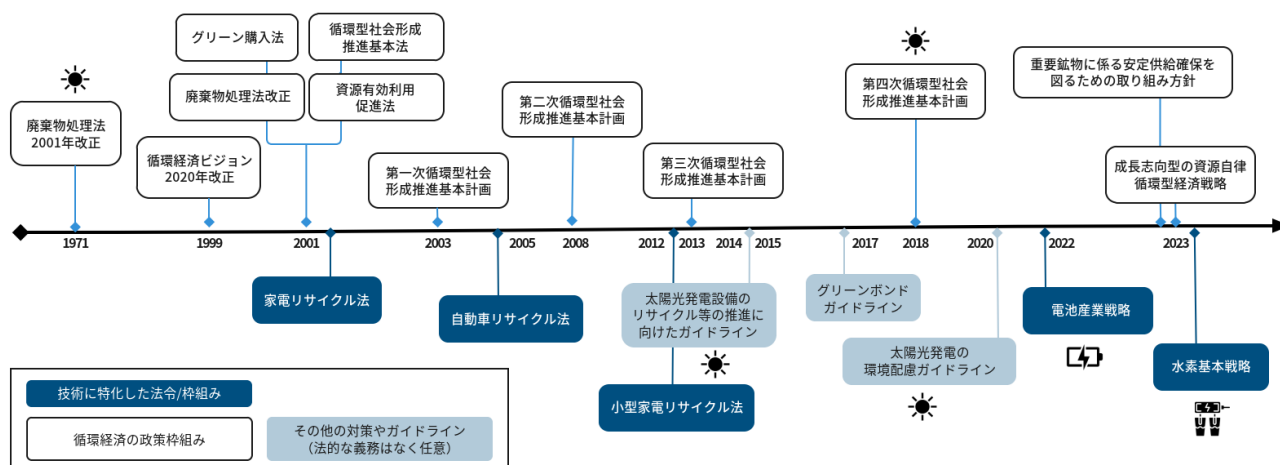 グリーン購入法
循環型社会形成
推進基本法
廃棄物処理法改正
資源有効利用
促進法
廃棄物処理法
2001年改正
循環経済ビジョン
2020年改正
第一次循環型社会
形成推進基本計画
第二次循環型社会
形成推進基本計画
第三次循環型社会
形成推進基本計画
第四次循環型社会
形成推進基本計画
重要鉱物に係る安定供給確保を
図るための取り組み方針
成長志向型の資源自律
循環型経済戦略
1971
1999
2001
2003
2005
2008
2012
2013
2014
2015
2017
2018
2020
2022
2023
家電リサイクル法
自動車リサイクル法
太陽光発電設備の
リサイクル等の推進に
向けたガイドライン
小型家電リサイクル法
グリーンボンド
ガイドライン
太陽光発電の
環境配慮ガイドライン
電池産業戦略
水素基本戦略
技術に特化した法令/枠組み
循環経済の政策枠組み
その他の対策やガイドライン
（法的な義務はなく任意）